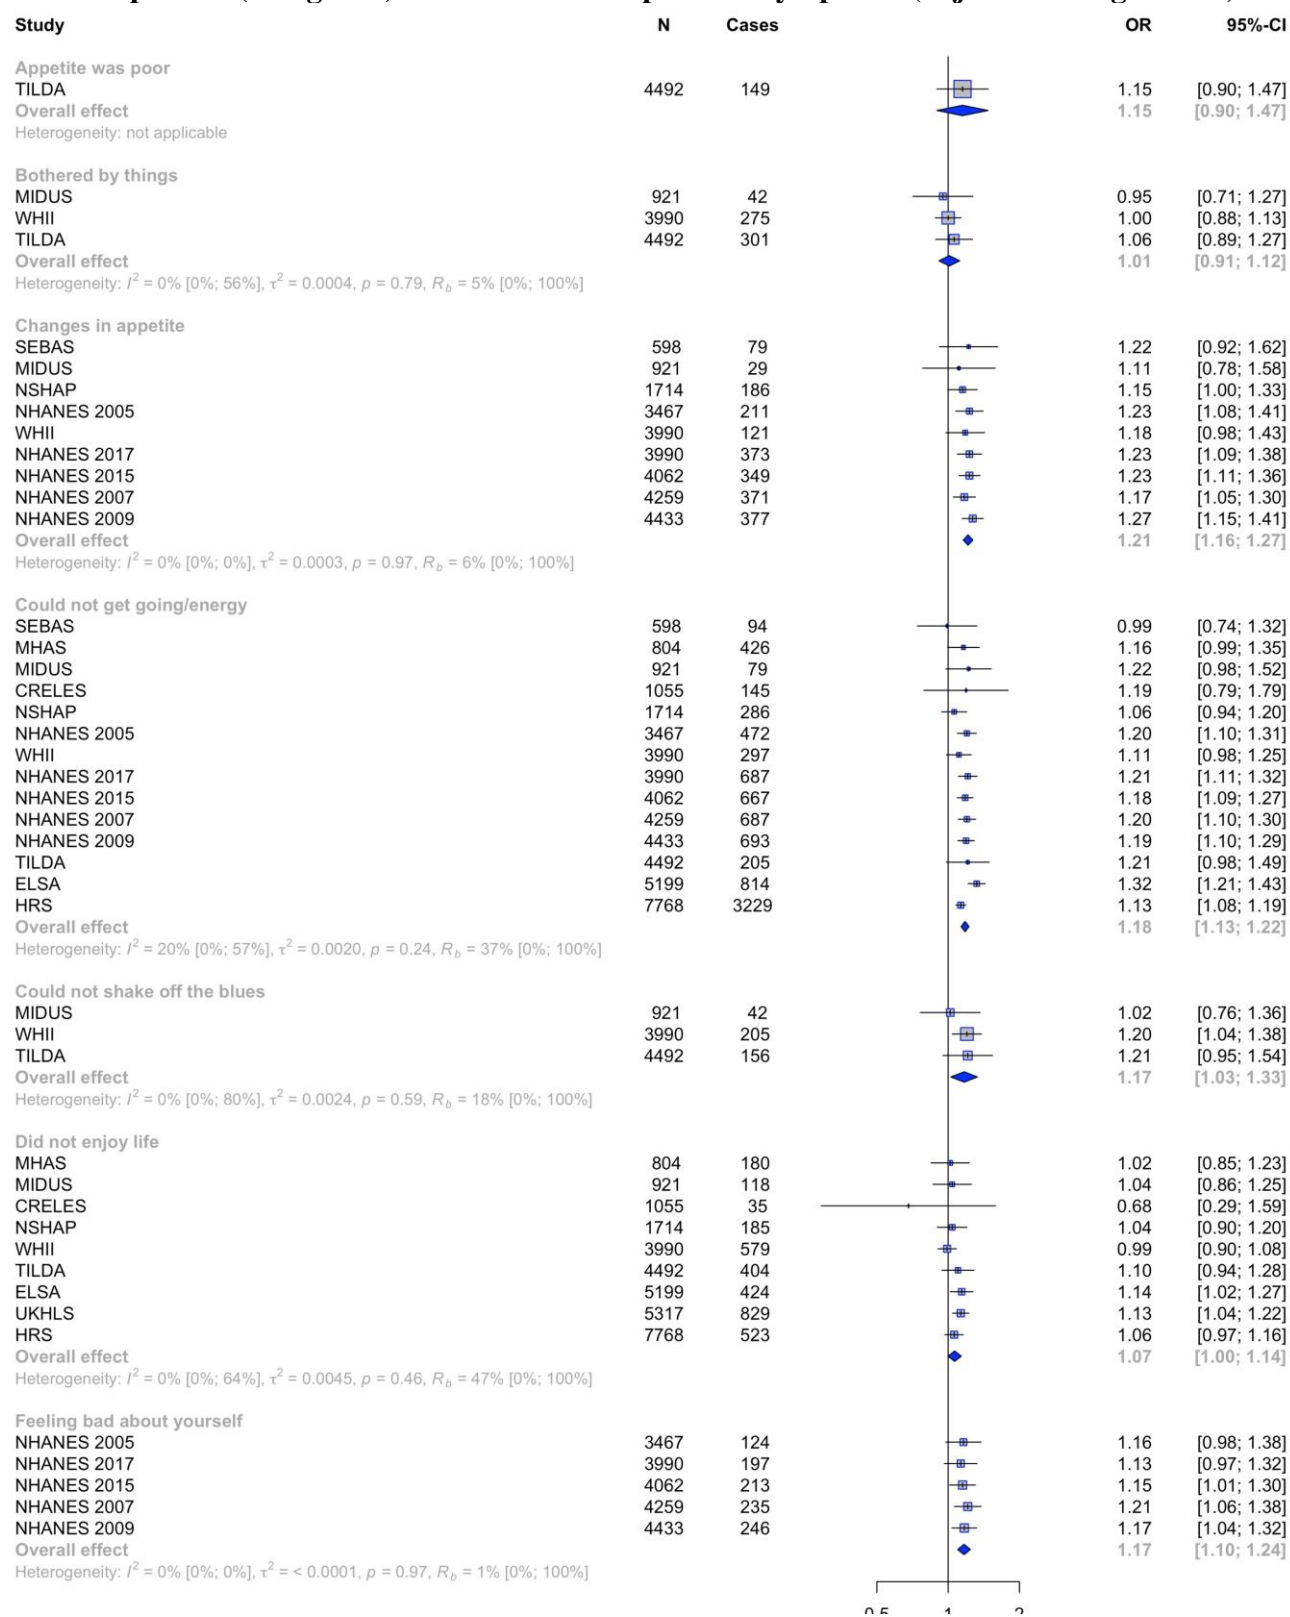 Study N Cases OR 95%-CI
Appetite was poor
TILDA 4492 149 1.15 [0.90; 1.47]
Overall effect 1.15 [0.90; 1.47]
Heterogeneity: not applicable
Bothered by things
MIDUS 921 42 0.95 [0.71; 1.27]
WHII 3990 275 1.00 [0.88; 1.13]
TILDA 4492 301 1.06 [0.89; 1.27]
Overall effect 1.01 [0.91; 1.12]
Heterogeneity: I² = 0% [0%; 56%], τ² = 0.0004, p = 0.79, R_b = 5% [0%; 100%]
Changes in appetite
SEBAS 598 79 1.22 [0.92; 1.62]
MIDUS 921 29 1.11 [0.78; 1.58]
NSHAP 1714 186 1.15 [1.00; 1.33]
NHANES 2005 3467 211 1.23 [1.08; 1.41]
WHII 3990 121 1.18 [0.98; 1.43]
NHANES 2017 3990 373 1.23 [1.09; 1.38]
NHANES 2015 4062 349 1.23 [1.11; 1.36]
NHANES 2007 4259 371 1.17 [1.05; 1.30]
NHANES 2009 4433 377 1.27 [1.15; 1.41]
Overall effect 1.21 [1.16; 1.27]
Heterogeneity: I² = 0% [0%; 0%], τ² = 0.0003, p = 0.97, R_b = 6% [0%; 100%]
Could not get going/energy
SEBAS 598 94 0.99 [0.74; 1.32]
MHAS 804 426 1.16 [0.99; 1.35]
MIDUS 921 79 1.22 [0.98; 1.52]
CRELES 1055 145 1.19 [0.79; 1.79]
NSHAP 1714 286 1.06 [0.94; 1.20]
NHANES 2005 3467 472 1.20 [1.10; 1.31]
WHII 3990 297 1.11 [0.98; 1.25]
NHANES 2017 3990 687 1.21 [1.11; 1.32]
NHANES 2015 4062 667 1.18 [1.09; 1.27]
NHANES 2007 4259 687 1.20 [1.10; 1.30]
NHANES 2009 4433 693 1.19 [1.10; 1.29]
TILDA 4492 205 1.21 [0.98; 1.49]
ELSA 5199 814 1.32 [1.21; 1.43]
HRS 7768 3229 1.13 [1.08; 1.19]
Overall effect 1.18 [1.13; 1.22]
Heterogeneity: I² = 20% [0%; 57%], τ² = 0.0020, p = 0.24, R_b = 37% [0%; 100%]
Could not shake off the blues
MIDUS 921 42 1.02 [0.76; 1.36]
WHII 3990 205 1.20 [1.04; 1.38]
TILDA 4492 156 1.21 [0.95; 1.54]
Overall effect 1.17 [1.03; 1.33]
Heterogeneity: I² = 0% [0%; 80%], τ² = 0.0024, p = 0.59, R_b = 18% [0%; 100%]
Did not enjoy life
MHAS 804 180 1.02 [0.85; 1.23]
MIDUS 921 118 1.04 [0.86; 1.25]
CRELES 1055 35 0.68 [0.29; 1.59]
NSHAP 1714 185 1.04 [0.90; 1.20]
WHII 3990 579 0.99 [0.90; 1.08]
TILDA 4492 404 1.10 [0.94; 1.28]
ELSA 5199 424 1.14 [1.02; 1.27]
UKHLS 5317 829 1.13 [1.04; 1.22]
HRS 7768 523 1.06 [0.97; 1.16]
Overall effect 1.07 [1.00; 1.14]
Heterogeneity: I² = 0% [0%; 64%], τ² = 0.0045, p = 0.46, R_b = 47% [0%; 100%]
Feeling bad about yourself
NHANES 2005 3467 124 1.16 [0.98; 1.38]
NHANES 2017 3990 197 1.13 [0.97; 1.32]
NHANES 2015 4062 213 1.15 [1.01; 1.30]
NHANES 2007 4259 235 1.21 [1.06; 1.38]
NHANES 2009 4433 246 1.17 [1.04; 1.32]
Overall effect 1.17 [1.10; 1.24]
Heterogeneity: I² = 0% [0%; 0%], τ² = < 0.0001, p = 0.97, R_b = 1% [0%; 100%]
0.5 1 2